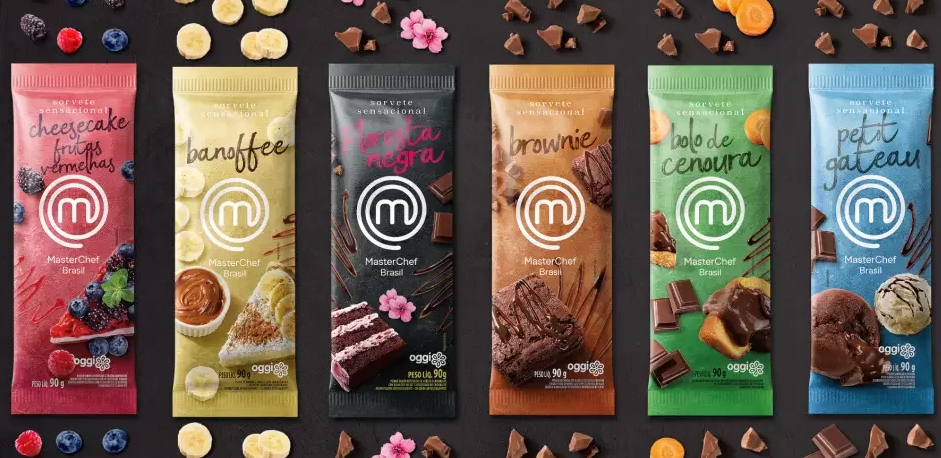 sorvete
sensacional
cheesecake
frutas
vermelhas
m
MasterChef
Brasil
oggi
PESO LÍQ. 90 g
sorvete
sensacional
banoffee
m
MasterChef
Brasil
oggi
PESO LÍQ. 90 g
sorvete
sensacional
Floresta
negra
m
MasterChef
Brasil
oggi
PESO LÍQ. 90g
sorvete
sensacional
brownie
m
MasterChef
Brasil
oggi
PESO LÍQ. 90 g
sorvete
sensacional
bolo de
cenoura
m
MasterChef
Brasil
oggi
90 g
sorvete
sensacional
petit
gateau
m
MasterChef
Brasil
oggi
PESO LÍQ. 90 g